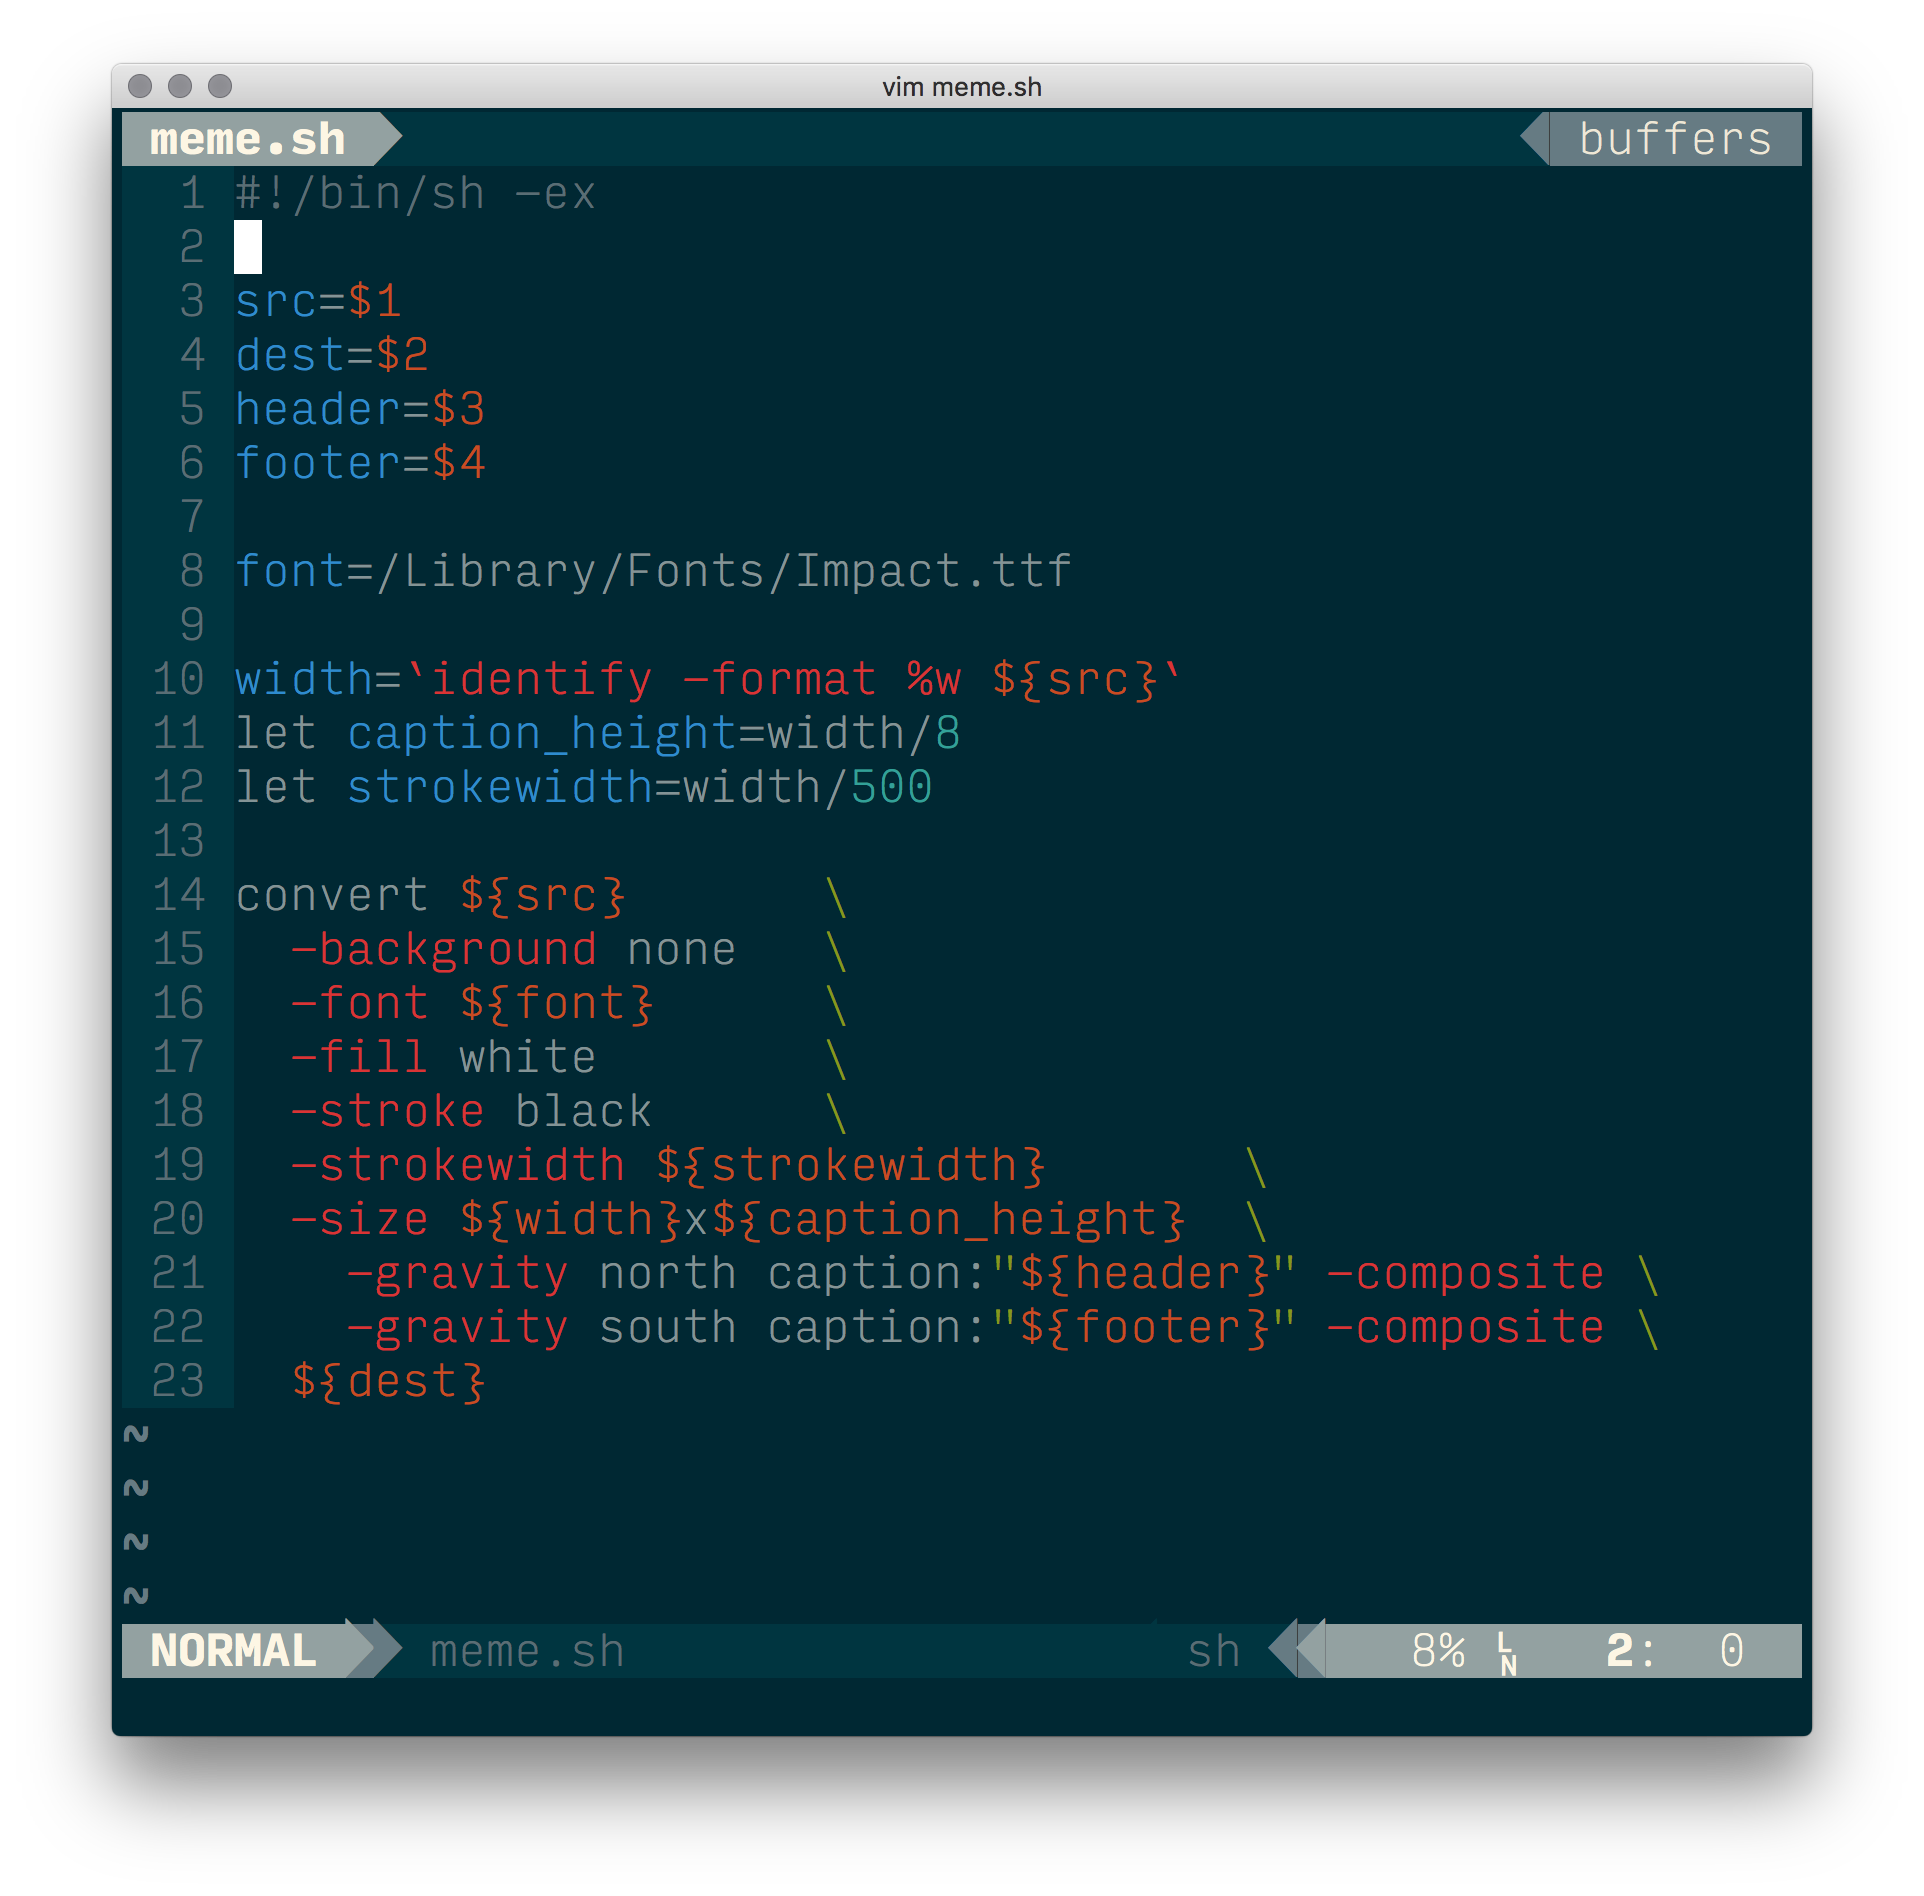 vim meme.sh
meme.sh buffers
1 #!/bin/sh -ex
2
3 src=$1
4 dest=$2
5 header=$3
6 footer=$4
7
8 font=/Library/Fonts/Impact.ttf
9
10 width=`identify -format %w ${src}`
11 let caption_height=width/8
12 let strokewidth=width/500
13
14 convert ${src}       \
15   -background none   \
16   -font ${font}      \
17   -fill white        \
18   -stroke black      \
19   -strokewidth ${strokewidth}       \
20   -size ${width}x${caption_height}  \
21     -gravity north caption:"${header}" -composite \
22     -gravity south caption:"${footer}" -composite \
23   ${dest}
~
~
~
~
NORMAL meme.sh sh 8% LN 2: 0